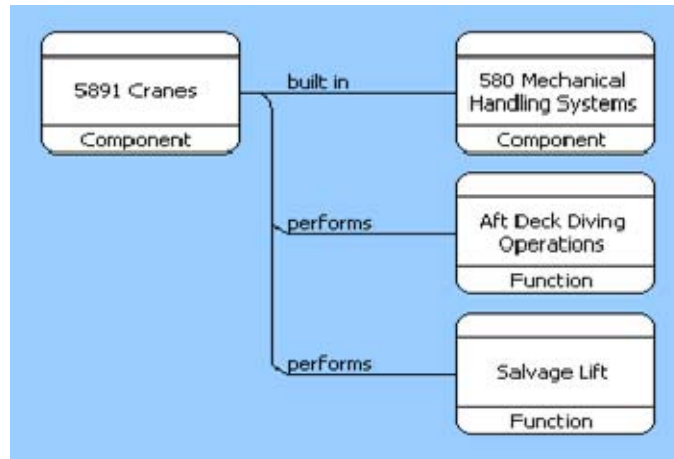 5891 Cranes
Component
built in
580 Mechanical
Handling Systems
Component
performs
Aft Deck Diving
Operations
Function
performs
Salvage Lift
Function